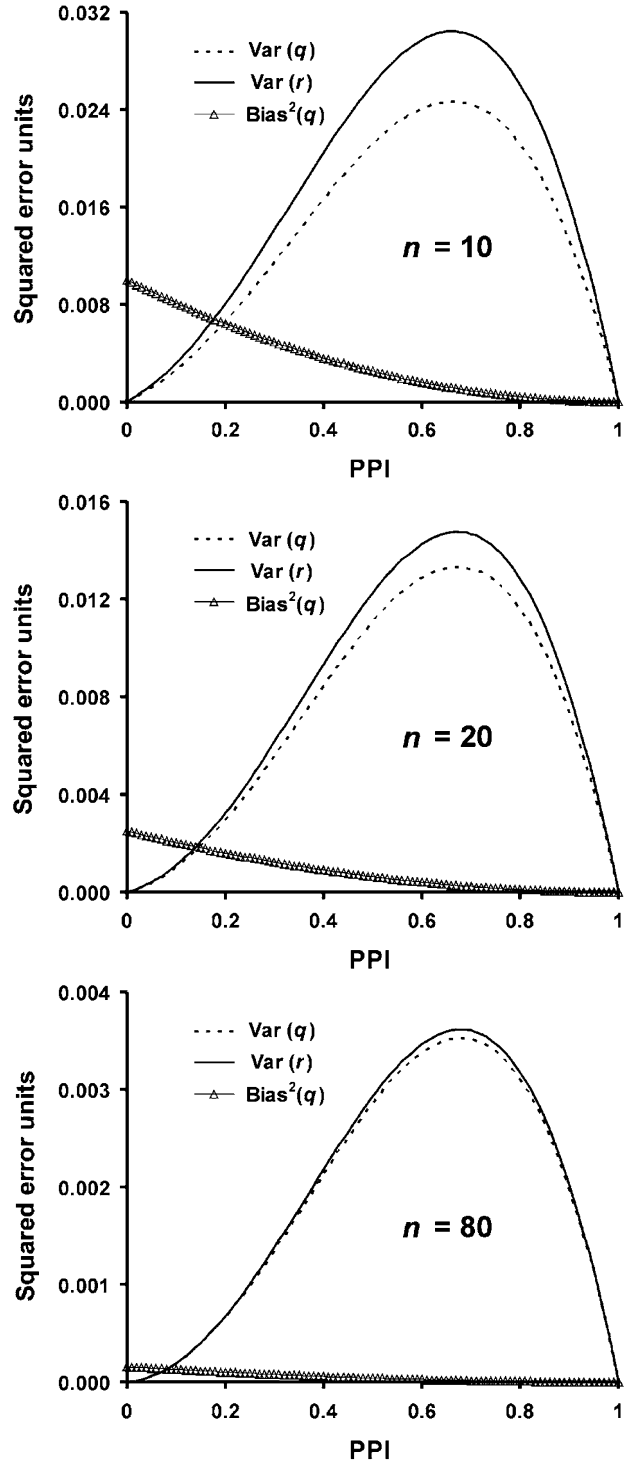 Squared error units
0.032
0.024
0.016
0.008
0.000
Var (q)
Var (r)
Bias²(q)
n = 10
0 0.2 0.4 0.6 0.8 1
PPI
Squared error units
0.016
0.012
0.008
0.004
0.000
Var (q)
Var (r)
Bias²(q)
n = 20
0 0.2 0.4 0.6 0.8 1
PPI
Squared error units
0.004
0.003
0.002
0.001
0.000
Var (q)
Var (r)
Bias²(q)
n = 80
0 0.2 0.4 0.6 0.8 1
PPI